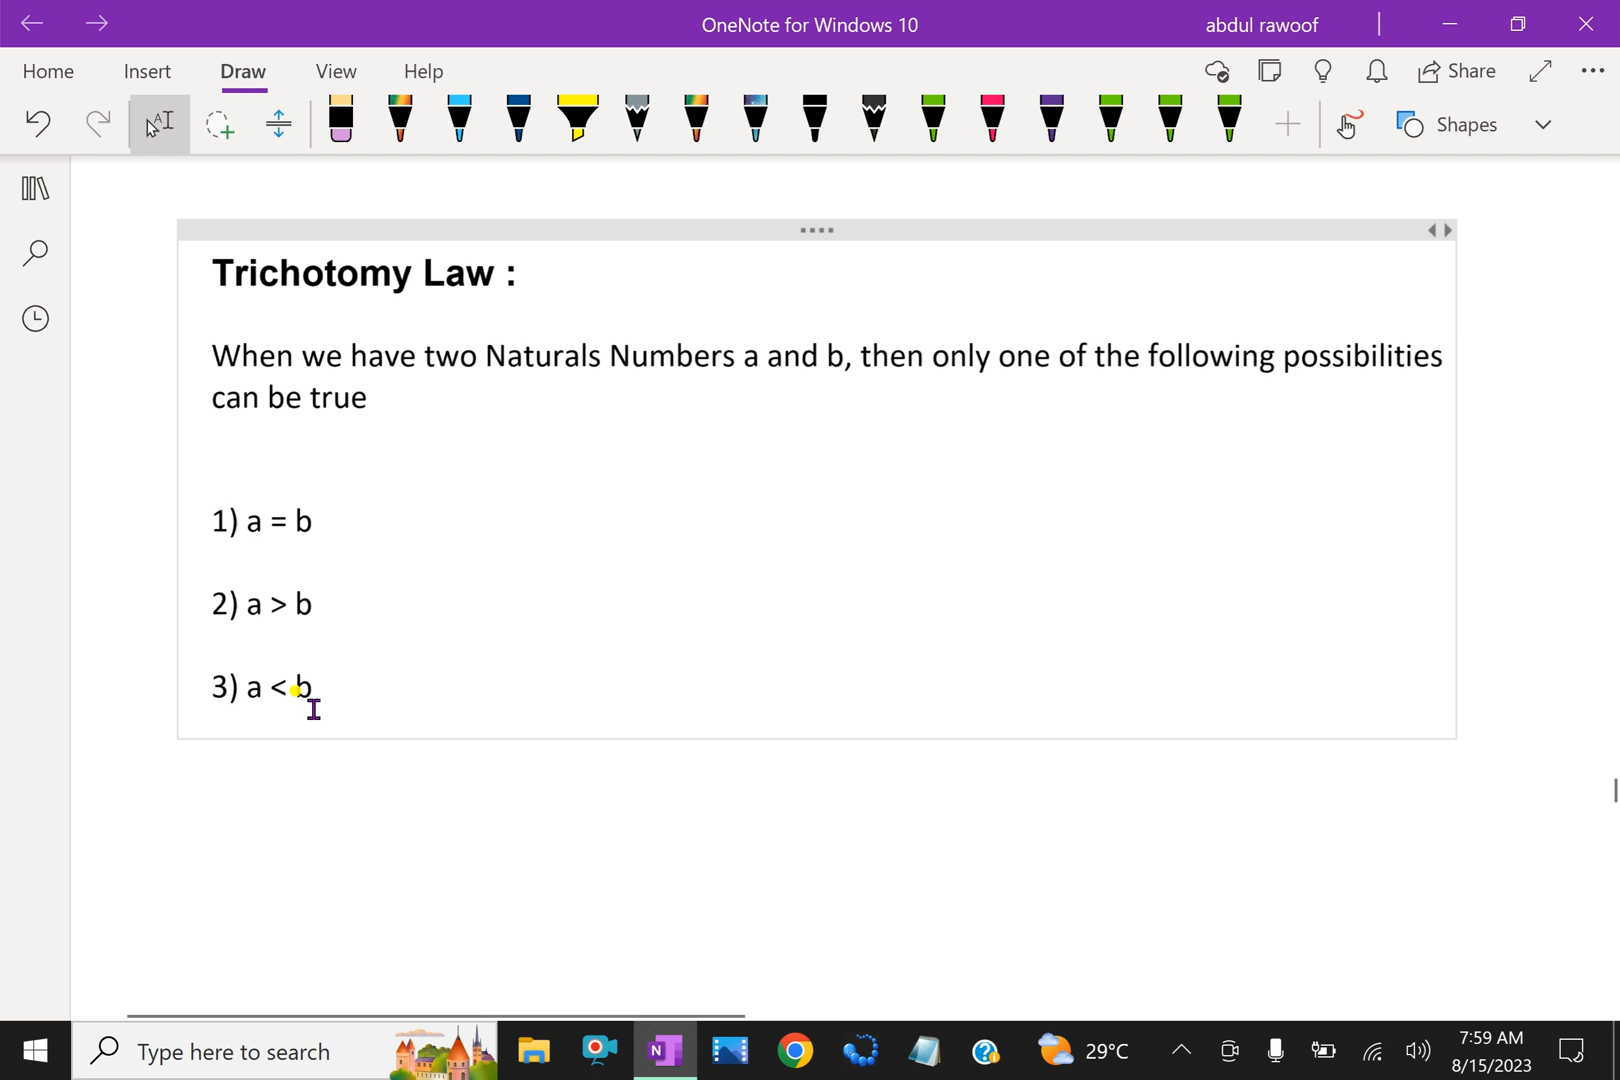 OneNote for Windows 10
abdul rawoof
Home Insert Draw View Help
Share
Shapes
Trichotomy Law :
When we have two Naturals Numbers a and b, then only one of the following possibilities
can be true
1) a = b
2) a > b
3) a < b
Type here to search
29°C
7:59 AM
8/15/2023